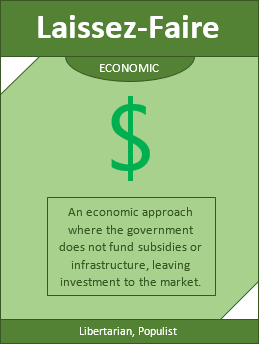 Laissez-Faire
ECONOMIC
$
An economic approach
where the government
does not fund subsidies or
infrastructure, leaving
investment to the market.
Libertarian, Populist